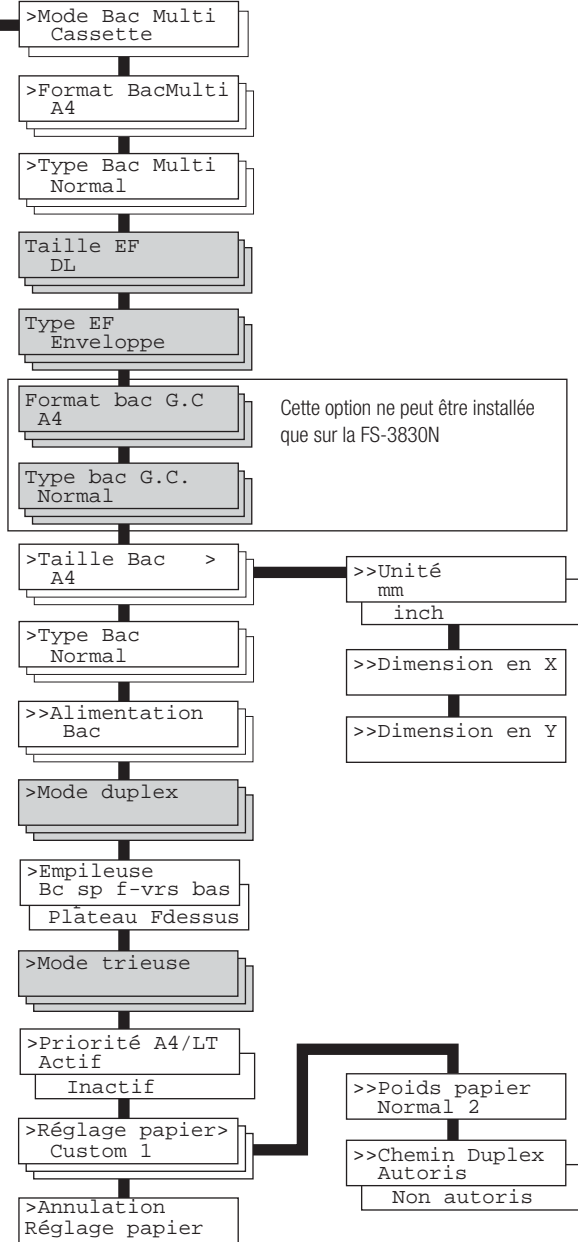 >Mode Bac Multi
Cassette
>Format BacMulti
A4
>Type Bac Multi
Normal
Taille EF
DL
Type EF
Enveloppe
Format bac G.C
A4
Cette option ne peut être installée
que sur la FS-3830N
Type bac G.C.
Normal
>Taille Bac >
A4
>>Unité
mm
inch
>Type Bac
Normal
>>Dimension en X
>>Alimentation
Bac
>>Dimension en Y
>Mode duplex
>Empileuse
Bc sp f-vrs bas
Plateau Fdessus
>Mode trieuse
>Priorité A4/LT
Actif
Inactif
>Réglage papier>
Custom 1
>>Poids papier
Normal 2
>>Chemin Duplex
Autoris
Non autoris
>Annulation
Réglage papier